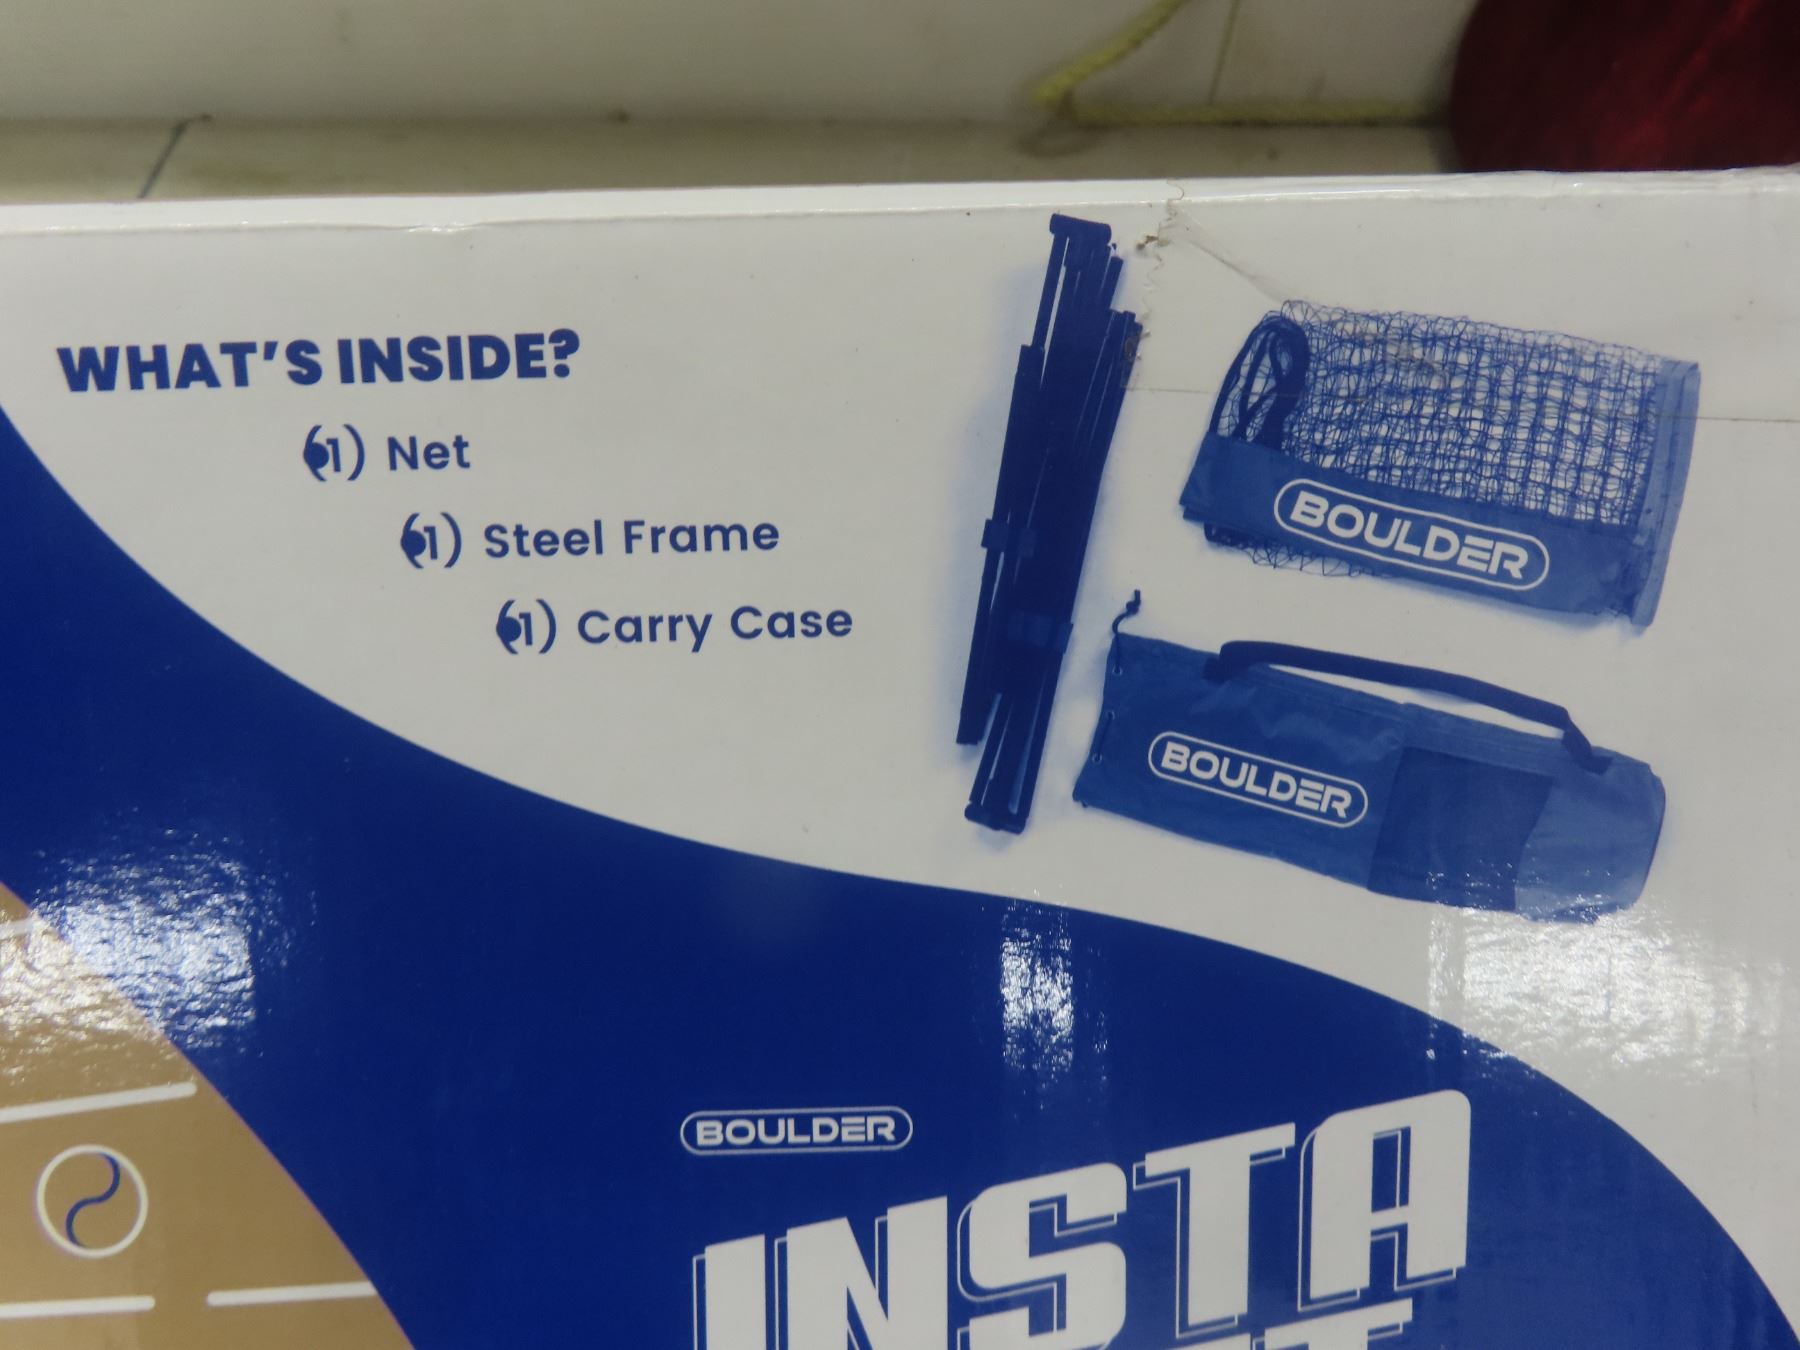 WHAT'S INSIDE?
(1) Net
(1) Steel Frame
(1) Carry Case
BOULDER
BOULDER
BOULDER
INSTA